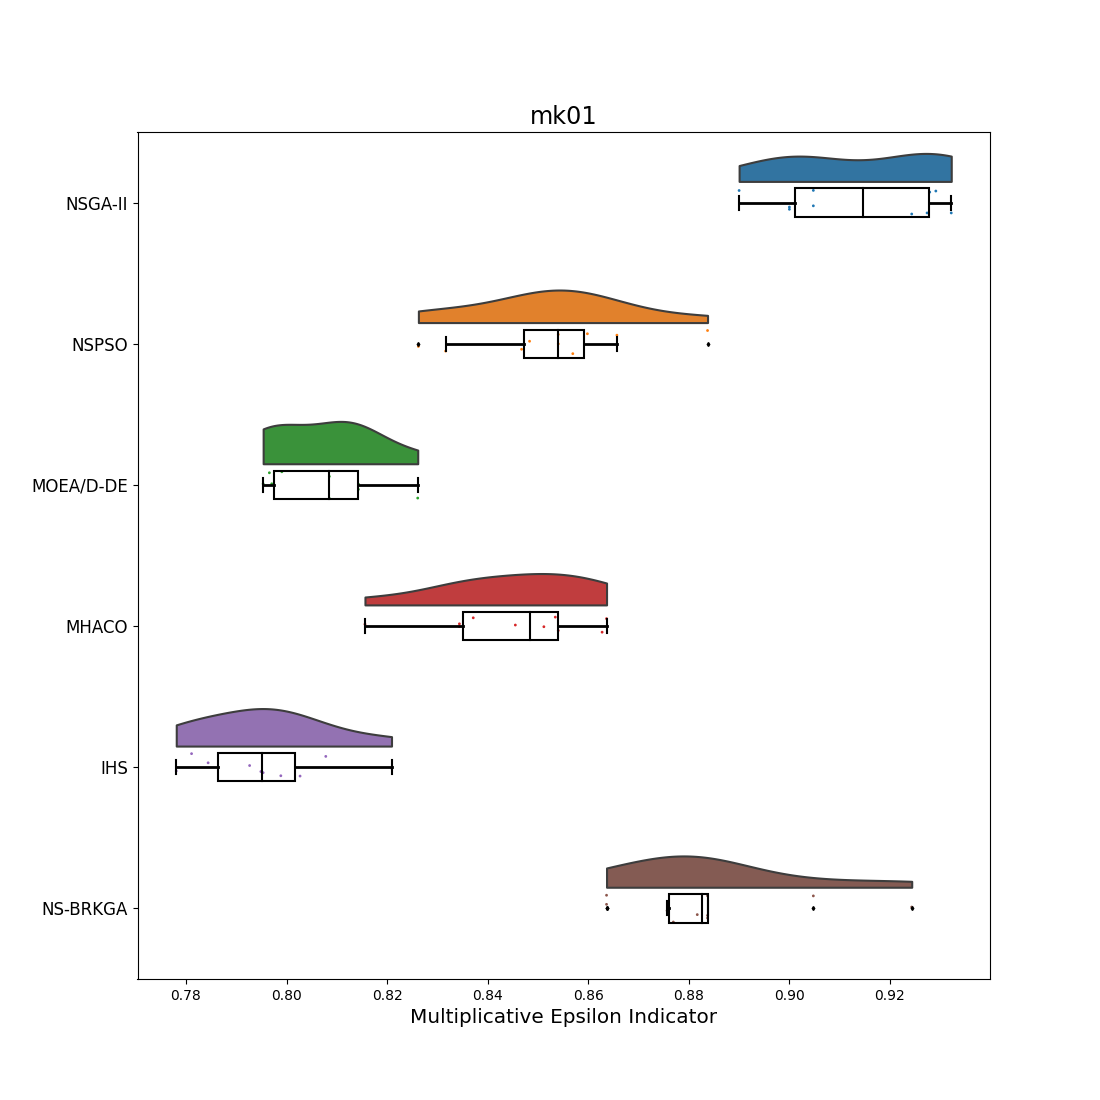 mk01
NSGA-II
NSPSO
MOEA/D-DE
MHACO
IHS
NS-BRKGA
0.78 0.80 0.82 0.84 0.86 0.88 0.90 0.92
Multiplicative Epsilon Indicator